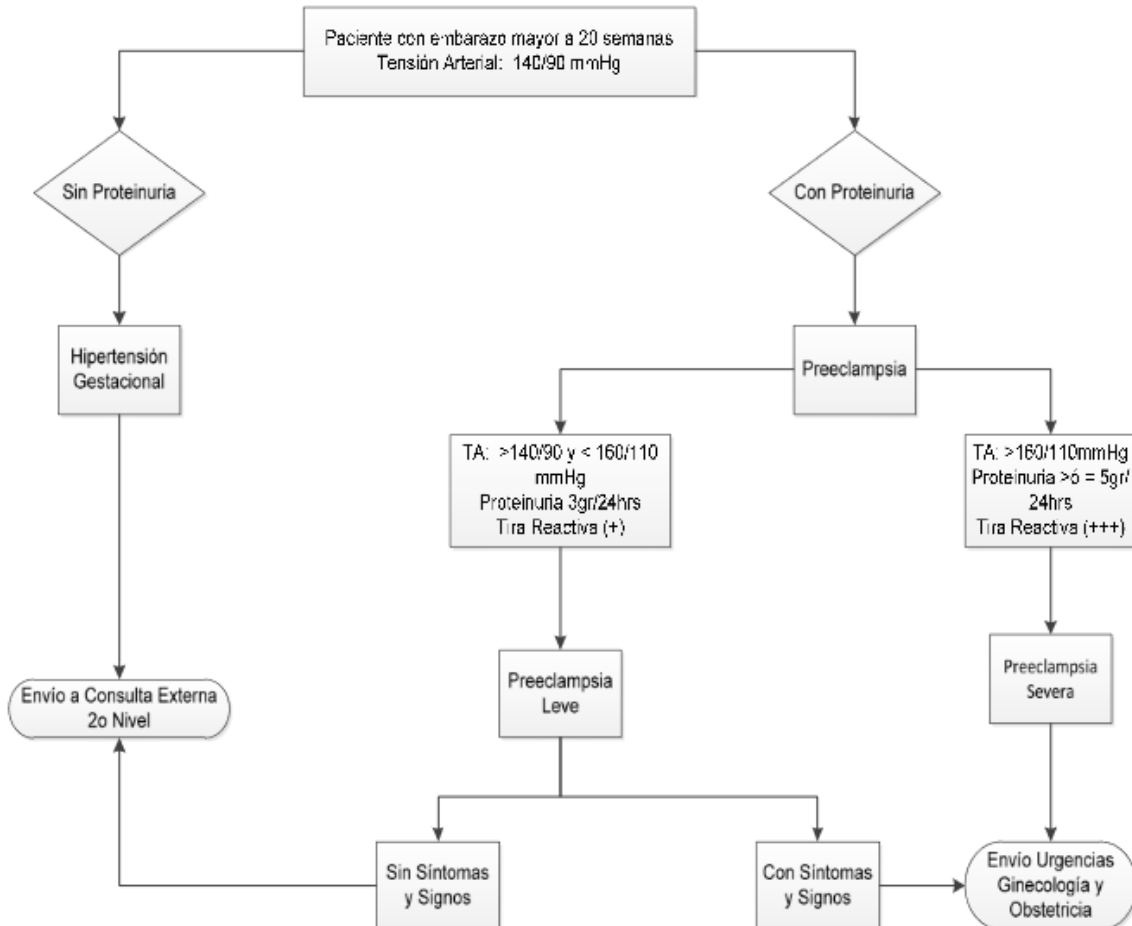 Paciente con embarazo mayor a 20 semanas
Tensión Arterial: 140/90 mmHg
Sin Proteinuria
Con Proteinuria
Hipertensión
Gestacional
Preeclampsia
TA: >140/90 y < 160/110
mmHg
Proteinuria 3gr/24hrs
Tira Reactiva (+)
TA: >160/110mmHg
Proteinuria >ó = 5gr/
24hrs
Tira Reactiva (+++)
Preeclampsia
Leve
Preeclampsia
Severa
Envío a Consulta Externa
2o Nivel
Sin Síntomas
y Signos
Con Síntomas
y Signos
Envío Urgencias
Ginecología y
Obstetricia